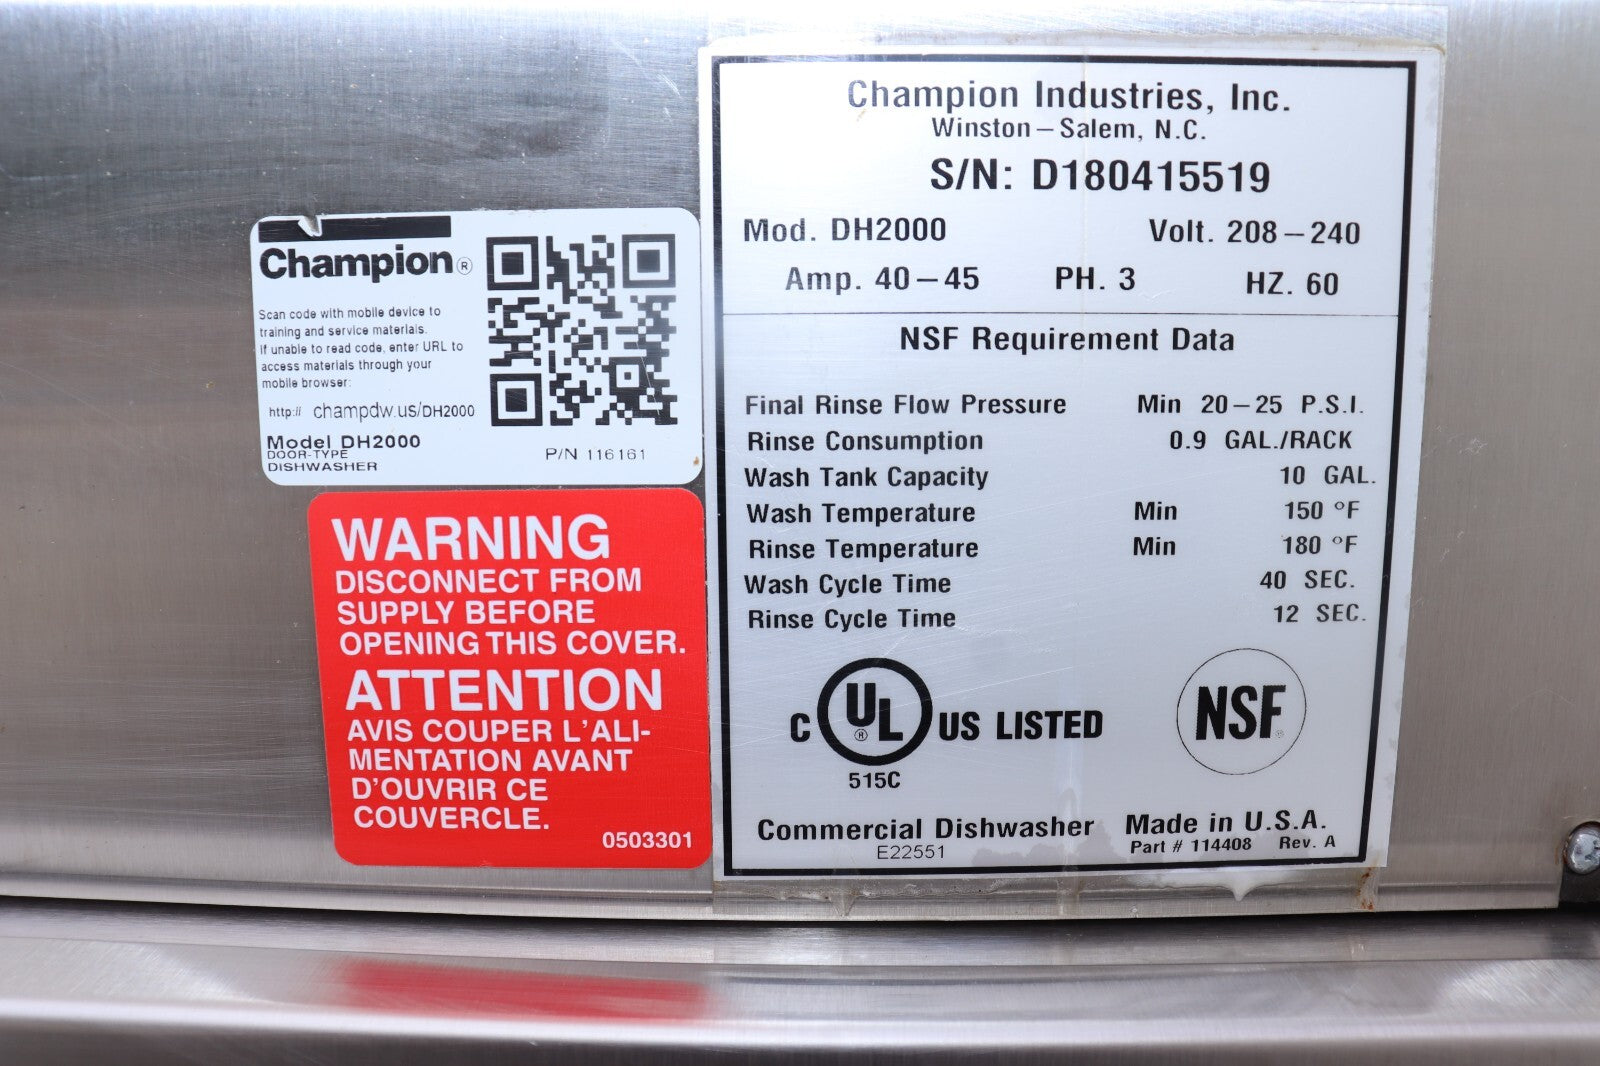 Champion®
Scan code with mobile device to
training and service materials.
If unable to read code, enter URL to
access materials through your
mobile browser:
http:// champdw.us/DH2000
Model DH2000
DOOR-TYPE
DISHWASHER
P/N 116161
WARNING
DISCONNECT FROM
SUPPLY BEFORE
OPENING THIS COVER.
ATTENTION
AVIS COUPER L'ALI-
MENTATION AVANT
D'OUVRIR CE
COUVERCLE.
0503301
Champion Industries, Inc.
Winston – Salem, N.C.
S/N: D180415519
Mod. DH2000 Volt. 208 – 240
Amp. 40 – 45 PH. 3 HZ. 60
NSF Requirement Data
Final Rinse Flow Pressure Min 20 – 25 P.S.I.
Rinse Consumption 0.9 GAL./RACK
Wash Tank Capacity 10 GAL.
Wash Temperature Min 150 °F
Rinse Temperature Min 180 °F
Wash Cycle Time 40 SEC.
Rinse Cycle Time 12 SEC.
C UL® US LISTED
515C
NSF®
Commercial Dishwasher Made in U.S.A.
E22551 Part # 114408 Rev. A